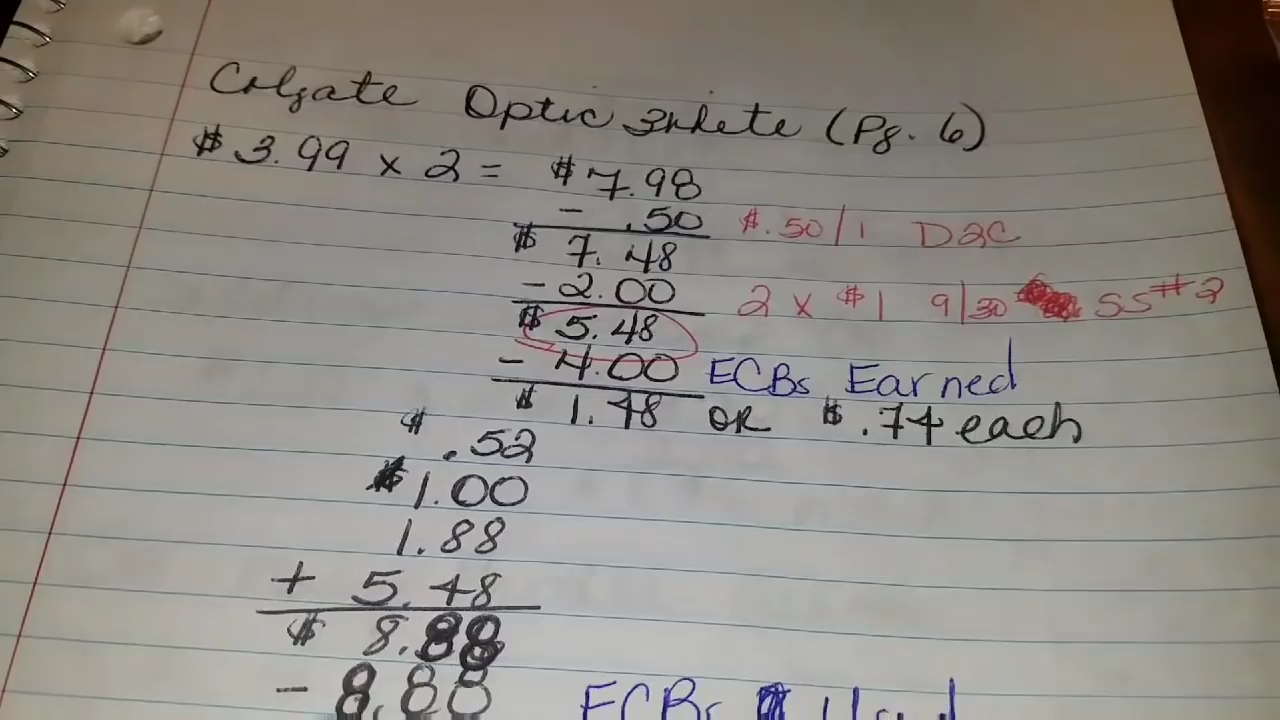 Colgate Optic White (Pg. 6)
$3.99 x 2 = $7.98
- .50 $.50/1 D2C
$ 7.48
- 2.00 2 x $1 9/30 SS#2
$ 5.48
- 4.00 ECBs Earned
$ 1.48 OR $.74 each
$ .52
$1.00
1.88
+ 5.48
$ 8.88
- 8.88 ECBs Used